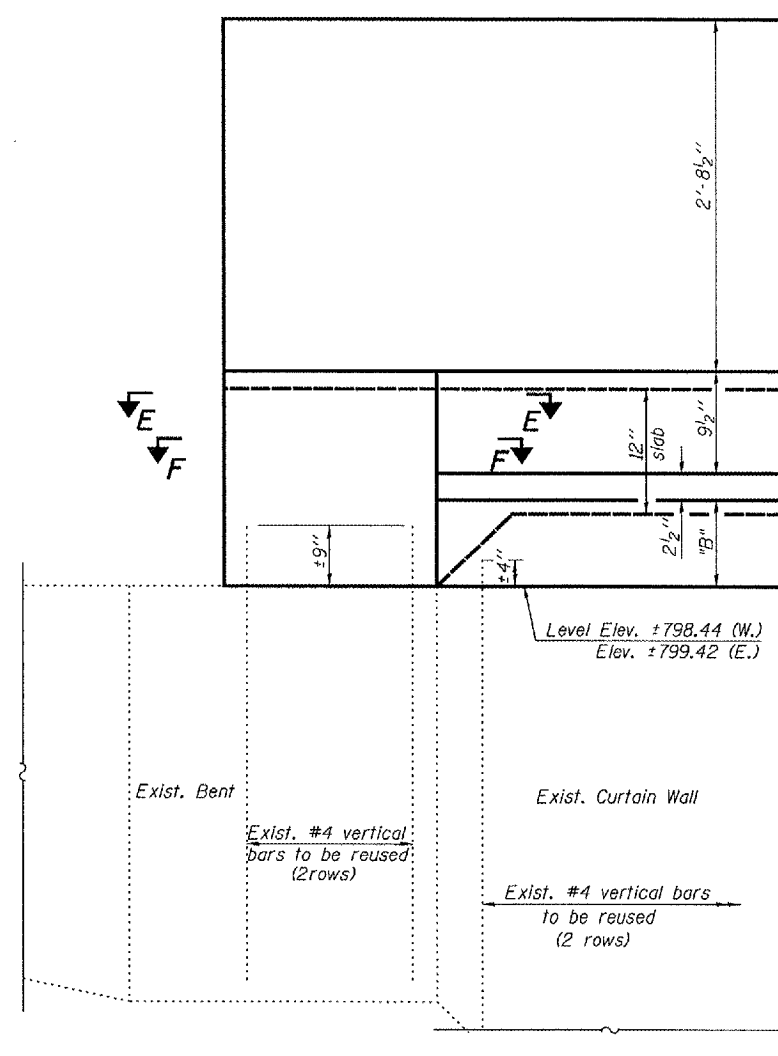 2'-8½"
E
E
F
F
12"
slab
9½"
2½"
"B"
±9"
±4"
Level Elev. ±798.44 (W.)
Elev. ±799.42 (E.)
Exist. Bent
Exist. Curtain Wall
Exist. #4 vertical
bars to be reused
(2rows)
Exist. #4 vertical bars
to be reused
(2 rows)